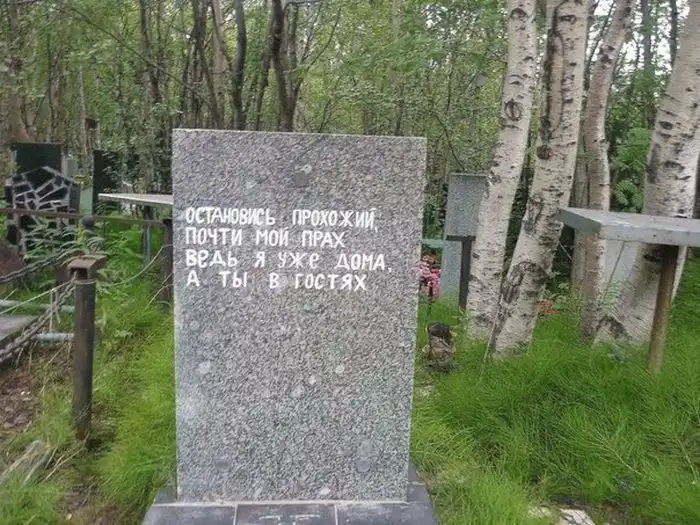 ОСТАНОВИСЬ ПРОХОЖИЙ,
ПОЧТИ МОЙ ПРАХ
ВЕДЬ Я УЖЕ ДОМА,
А ТЫ В ГОСТЯХ